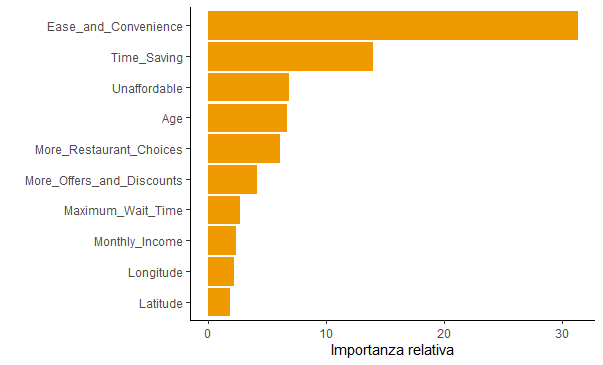 Ease_and_Convenience
Time_Saving
Unaffordable
Age
More_Restaurant_Choices
More_Offers_and_Discounts
Maximum_Wait_Time
Monthly_Income
Longitude
Latitude
0 10 20 30
Importanza relativa